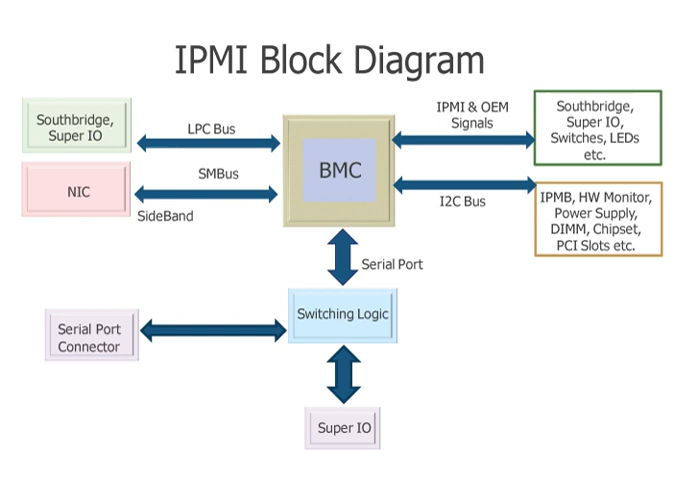 IPMI Block Diagram
Southbridge,
Super IO
LPC Bus
BMC
IPMI & OEM
Signals
Southbridge,
Super IO,
Switches, LEDs
etc.
NIC
SMBus
SideBand
I2C Bus
IPMB, HW Monitor,
Power Supply,
DIMM, Chipset,
PCI Slots etc.
Serial Port
Switching Logic
Serial Port
Connector
Super IO